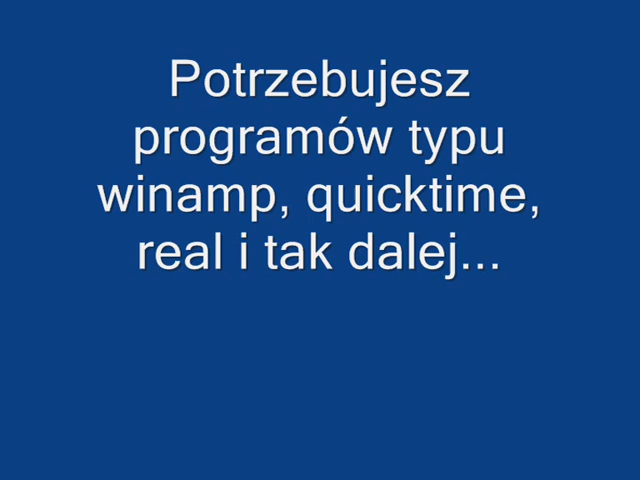 Potrzebujesz
programów typu
winamp, quicktime,
real i tak dalej...